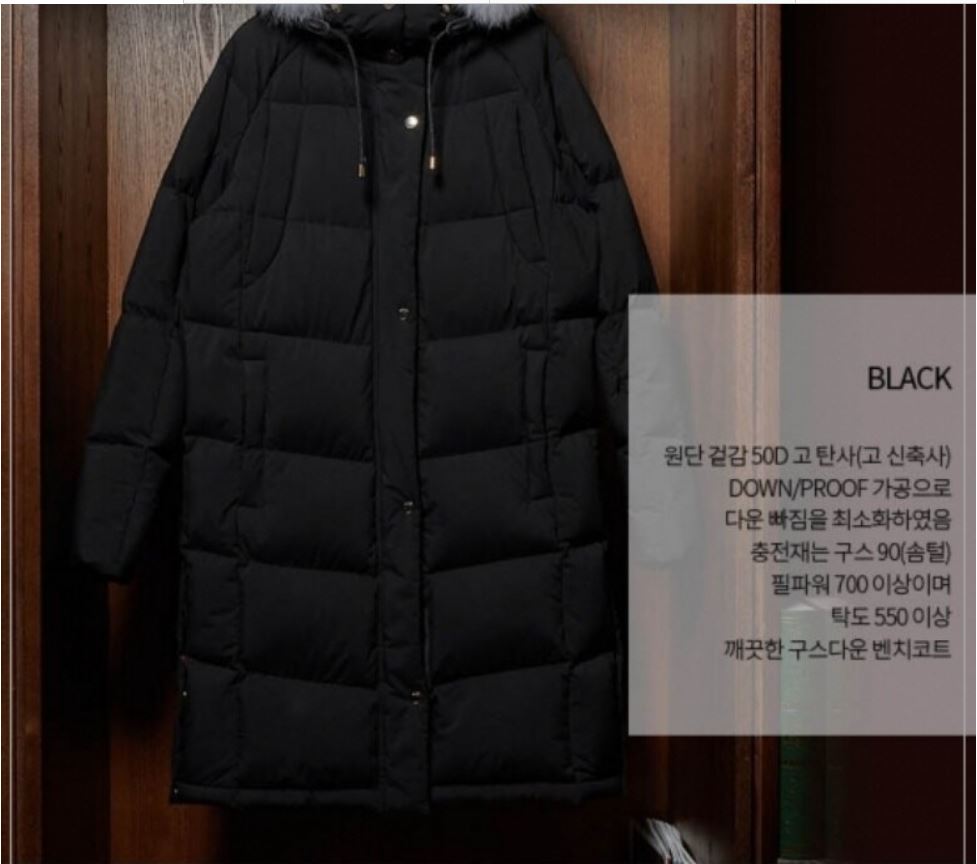 BLACK
원단 겉감 50D 고 탄사(고 신축사)
DOWN/PROOF 가공으로
다운 빠짐을 최소화하였음
충전재는 구스 90(솜털)
필파워 700 이상이며
탁도 550 이상
깨끗한 구스다운 벤치코트